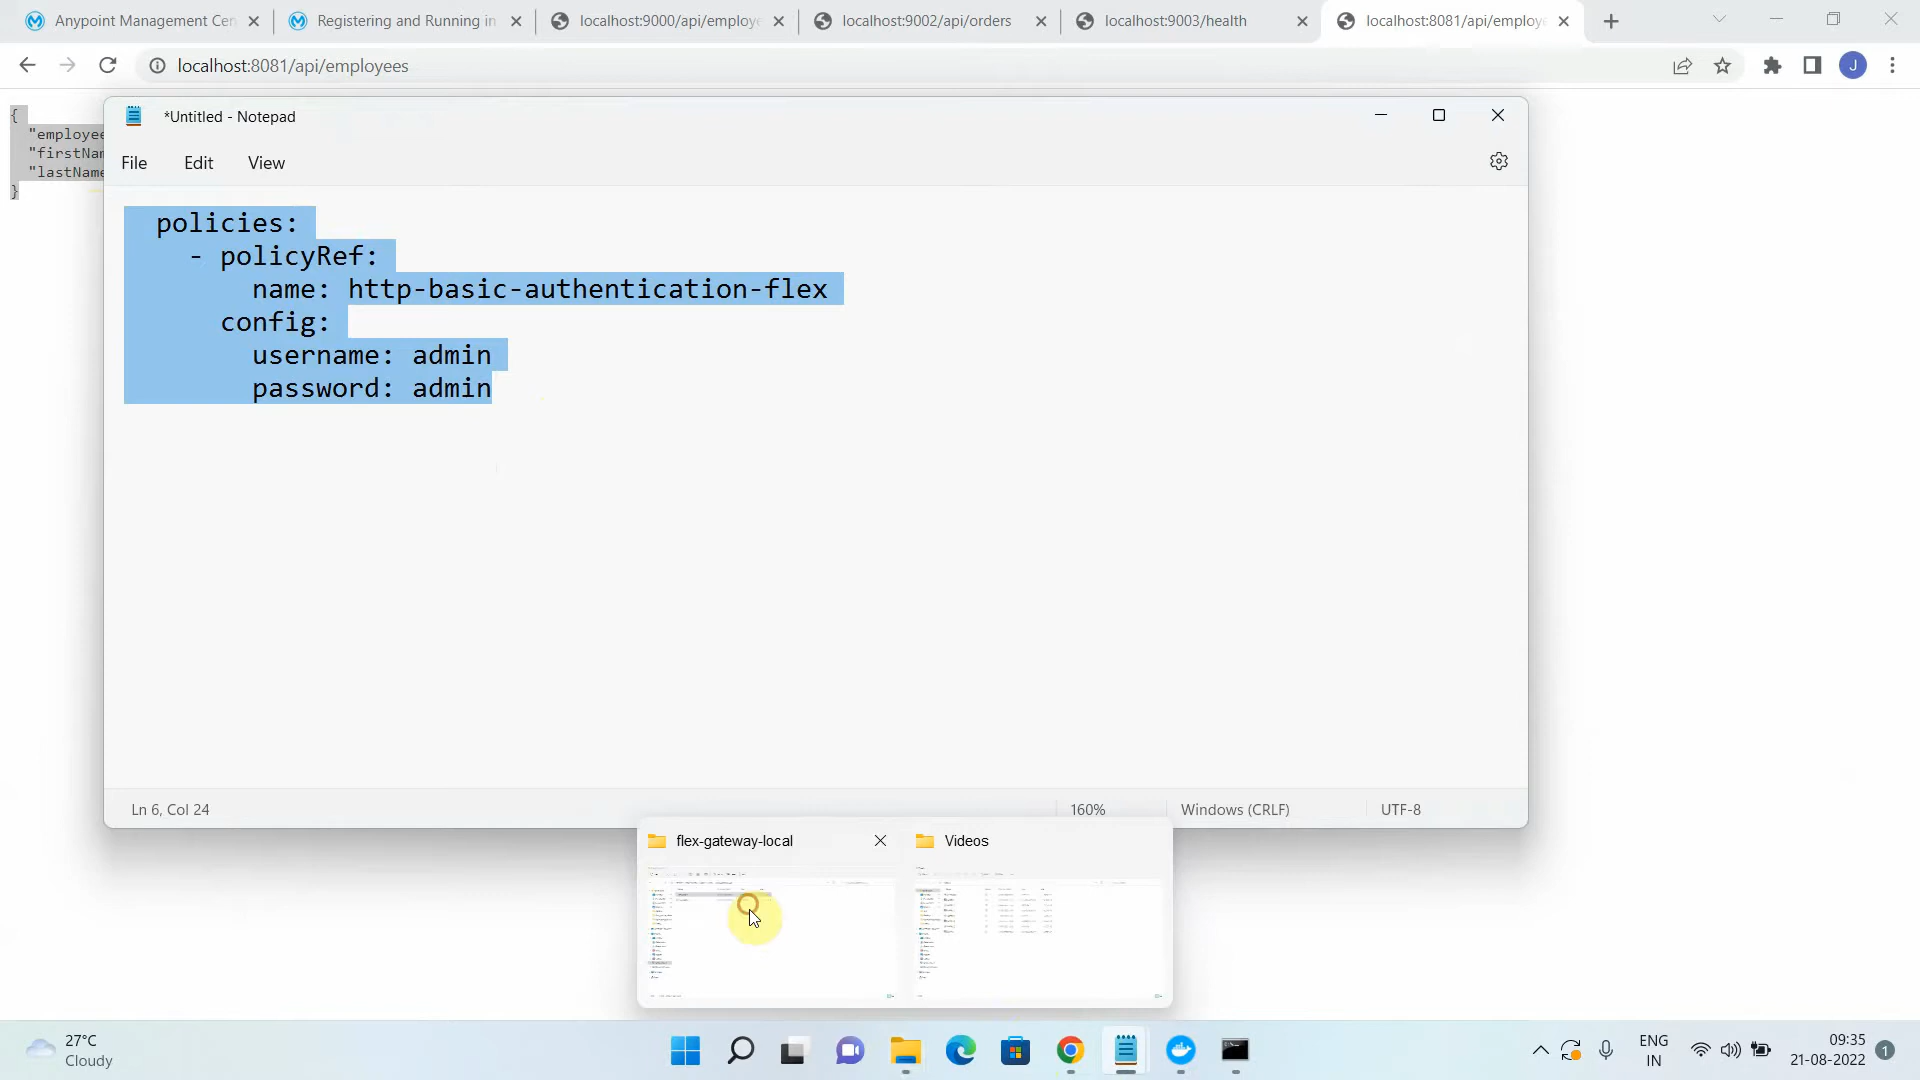 Anypoint Management Cen
Registering and Running in
localhost:9000/api/employe
localhost:9002/api/orders
localhost:9003/health
localhost:8081/api/employe
localhost:8081/api/employees
J
{
"employee
"firstNam
"lastName
}
*Untitled - Notepad
File Edit View
policies:
- policyRef:
name: http-basic-authentication-flex
config:
username: admin
password: admin
Ln 6, Col 24
160%
Windows (CRLF)
UTF-8
flex-gateway-local
Videos
27°C
Cloudy
ENG
IN
09:35
21-08-2022
1